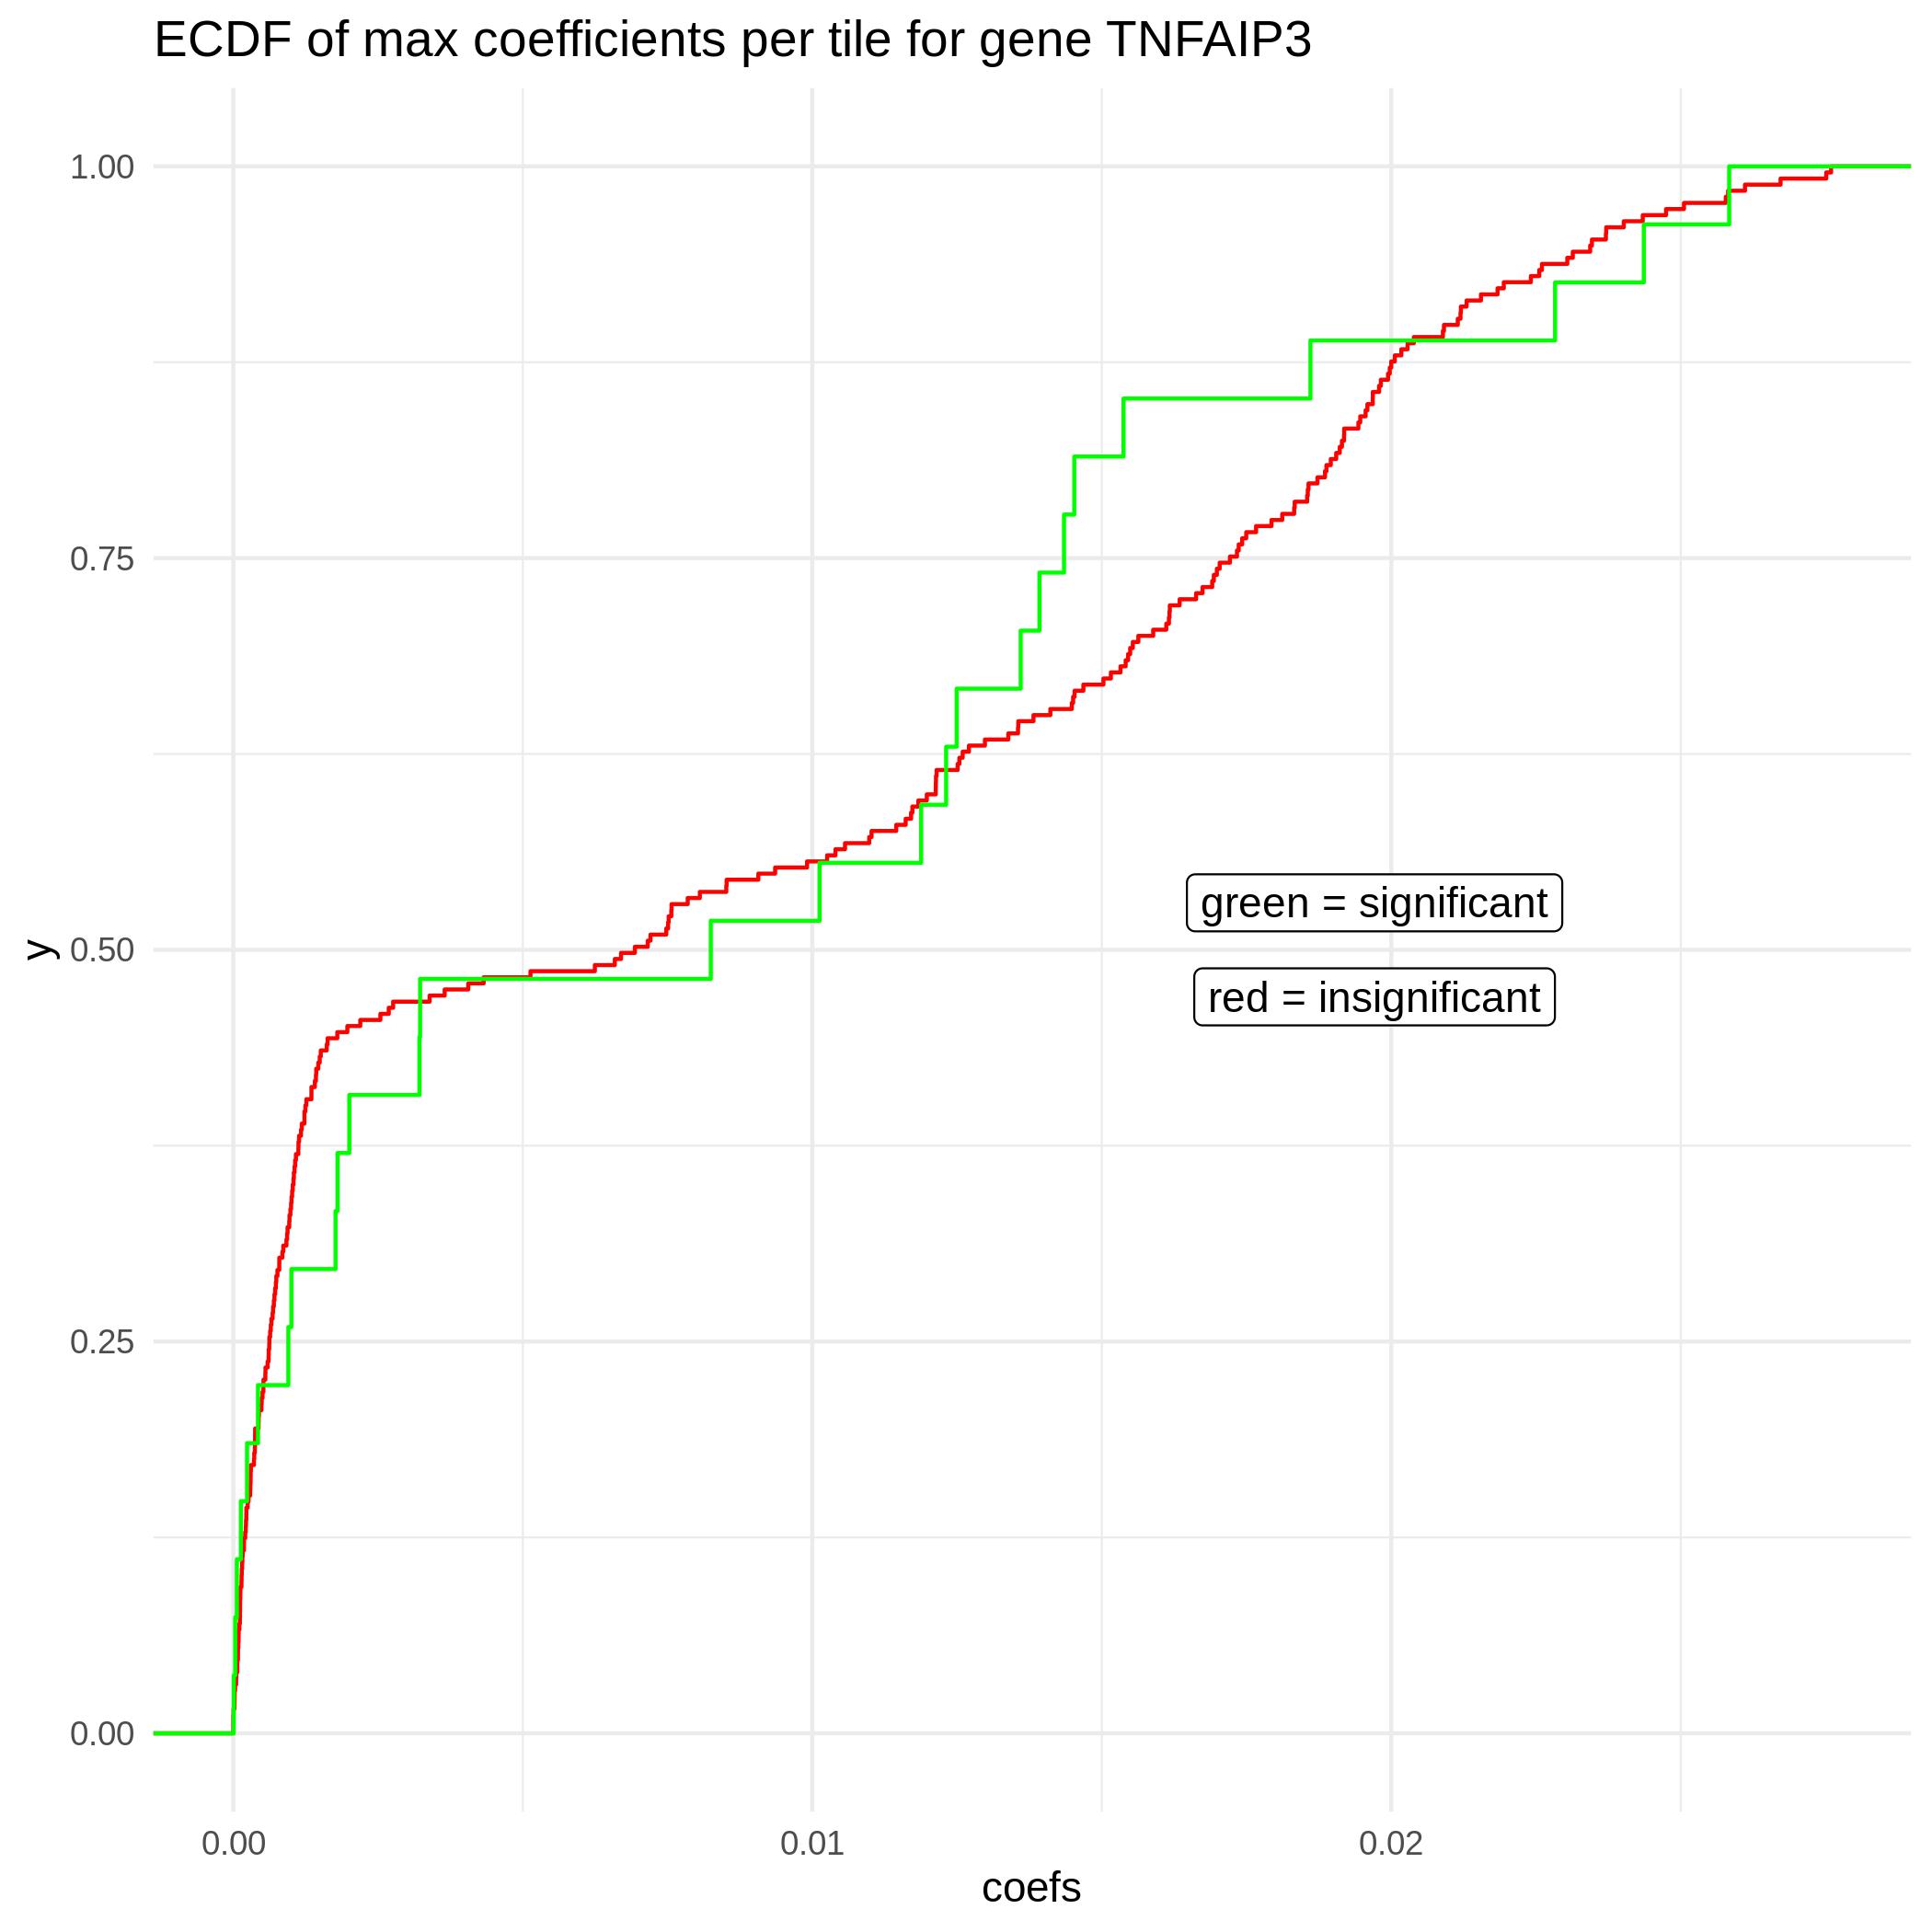 ECDF of max coefficients per tile for gene TNFAIP3
1.00
0.75
0.50
0.25
0.00
y
green = significant
red = insignificant
0.00 0.01 0.02
coefs